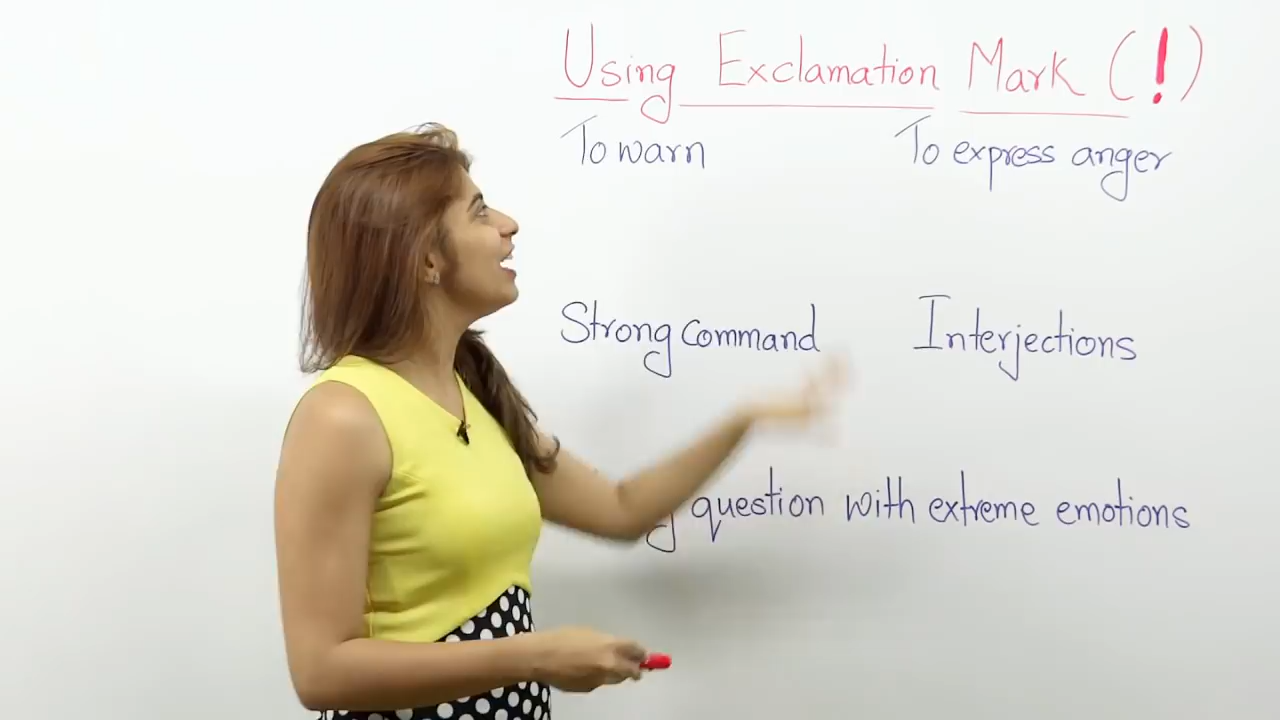 Using Exclamation Mark (!)
To warn To express anger
Strong command Interjections
question with extreme emotions